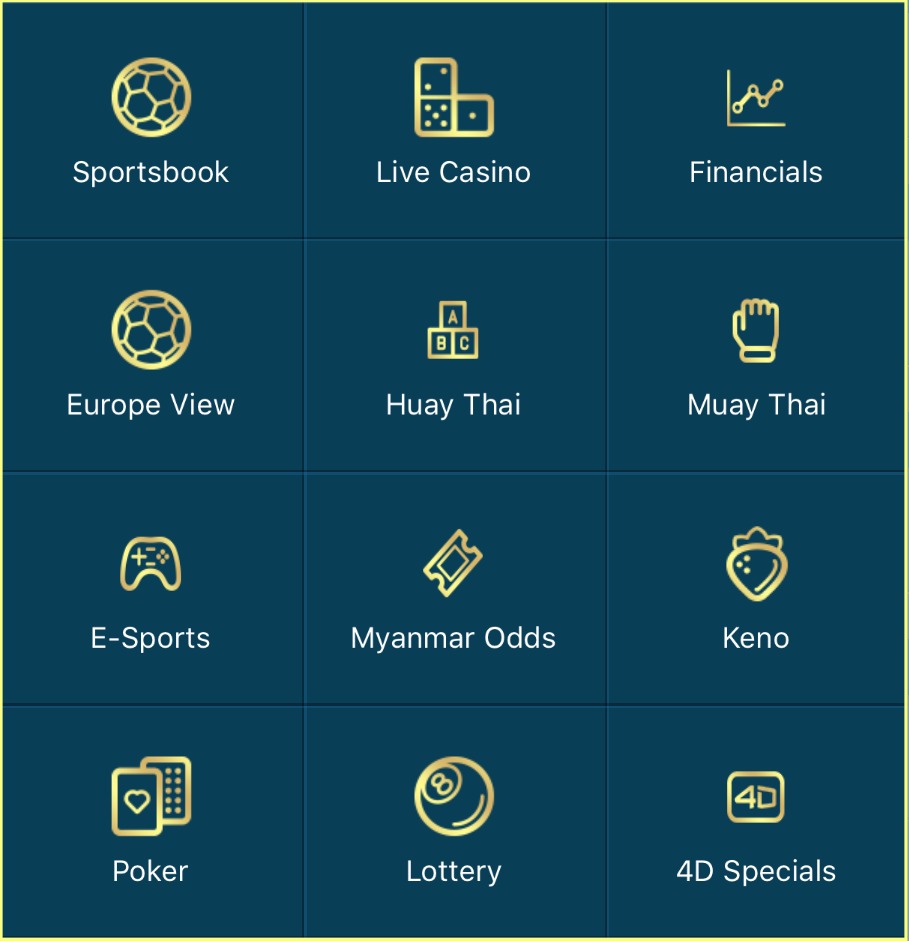 Sportsbook
Live Casino
Financials
Europe View
A
B C
Huay Thai
Muay Thai
E-Sports
Myanmar Odds
Keno
Poker
8
Lottery
4D
4D Specials